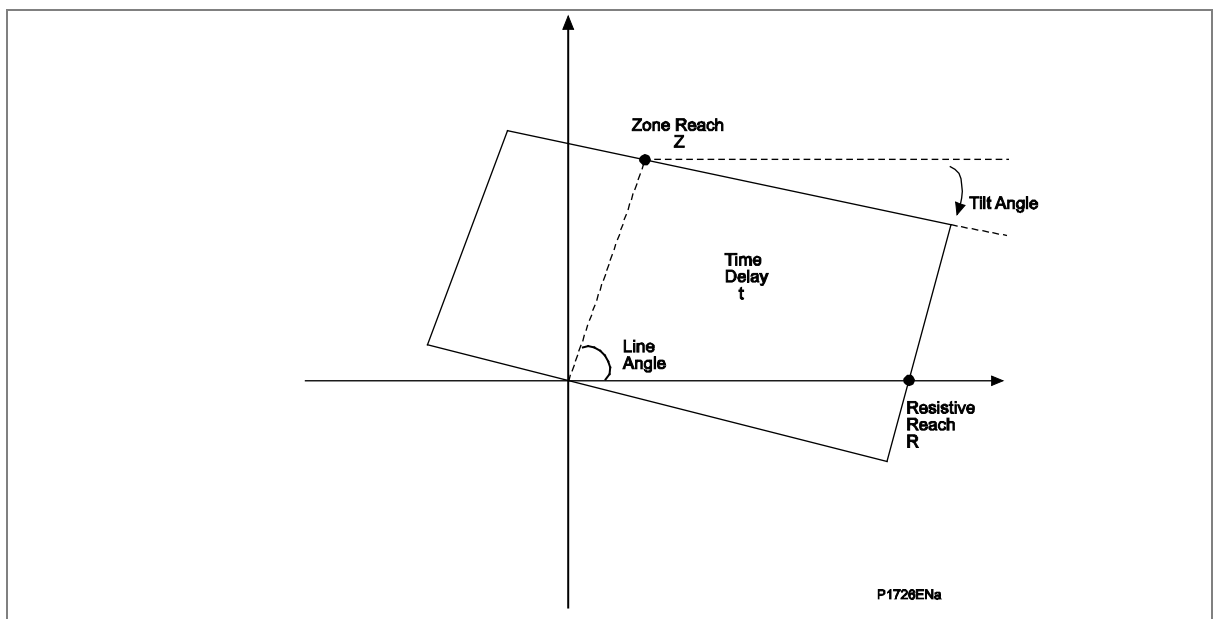 Zone Reach
Z
Tilt Angle
Time
Delay
t
Line
Angle
Resistive
Reach
R
P1726ENa